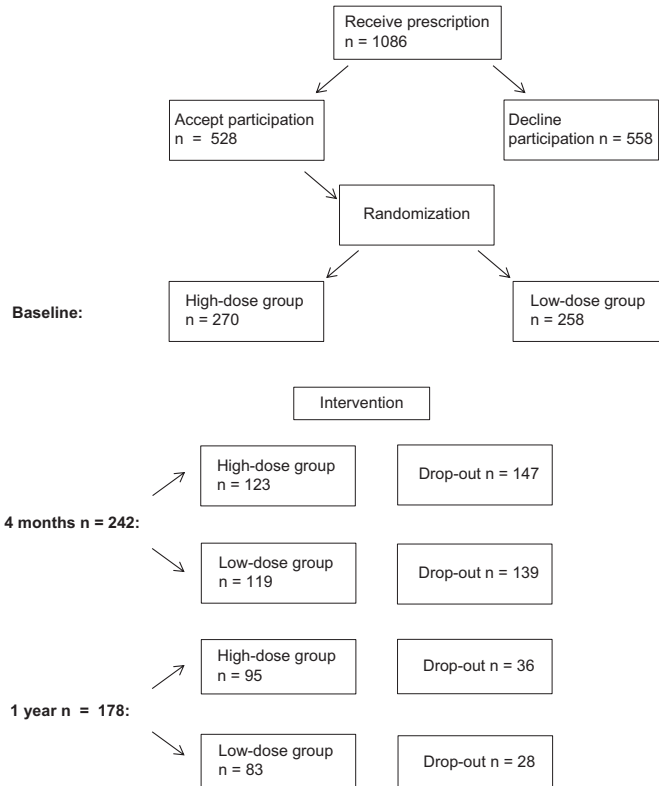 Receive prescription
n = 1086
Accept participation
n = 528
Decline
participation n = 558
Randomization
Baseline:
High-dose group
n = 270
Low-dose group
n = 258
Intervention
High-dose group
n = 123
Drop-out n = 147
4 months n = 242:
Low-dose group
n = 119
Drop-out n = 139
High-dose group
n = 95
Drop-out n = 36
1 year n = 178:
Low-dose group
n = 83
Drop-out n = 28